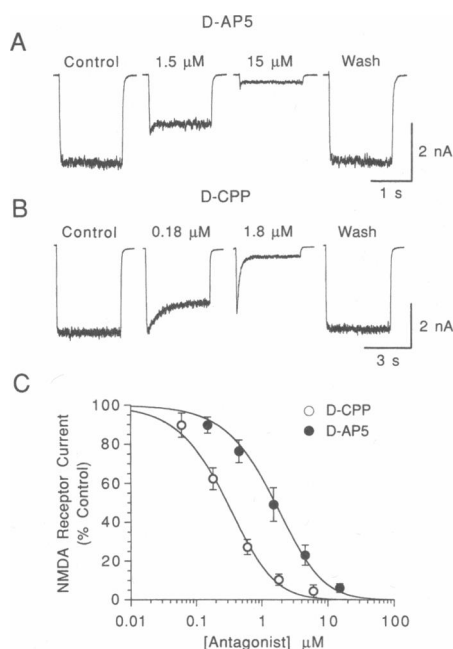 D-AP5
A
Control 1.5 μM 15 μM Wash
2 nA
1 s
B
D-CPP
Control 0.18 μM 1.8 μM Wash
2 nA
3 s
C
NMDA Receptor Current
(% Control)
100
80
60
40
20
0
D-CPP
D-AP5
0.01 0.1 1 10 100
[Antagonist] μM